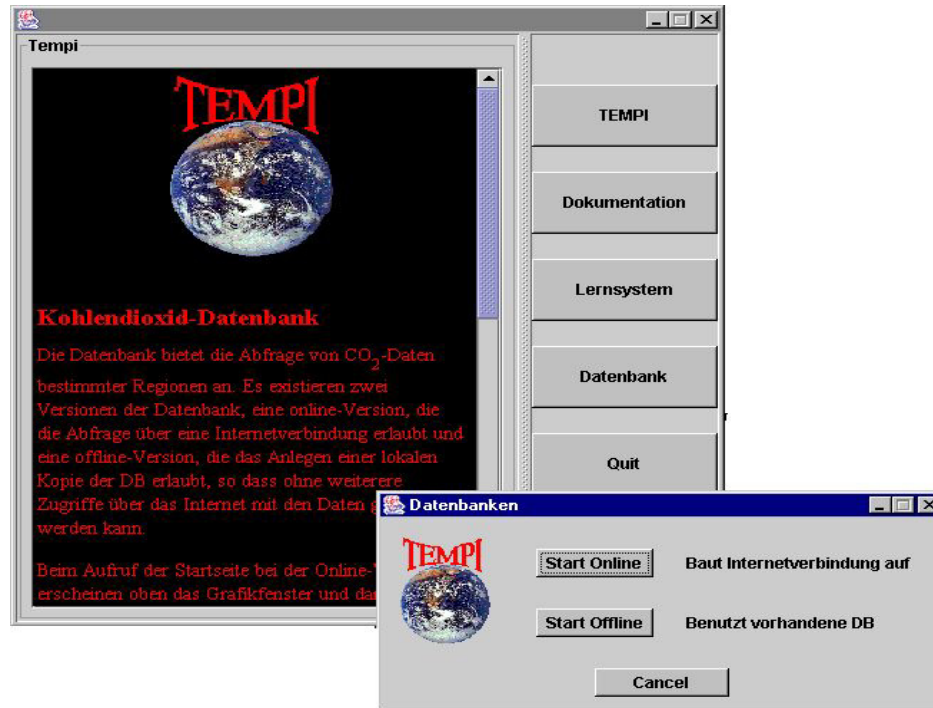 Tempi
TEMPI
Kohlendioxid-Datenbank
Die Datenbank bietet die Abfrage von CO2-Daten
bestimmter Regionen an. Es existieren zwei
Versionen der Datenbank, eine online-Version, die
die Abfrage über eine Internetverbindung erlaubt und
eine offline-Version, die das Anlegen einer lokalen
Kopie der DB erlaubt, so dass ohne weiterere
Zugriffe über das Internet mit den Daten g
werden kann.
Beim Aufruf der Startseite bei der Online-
erscheinen oben das Grafikfenster und da
TEMPI
Dokumentation
Lernsystem
Datenbank
Quit
Datenbanken
TEMPI
Start Online Baut Internetverbindung auf
Start Offline Benutzt vorhandene DB
Cancel